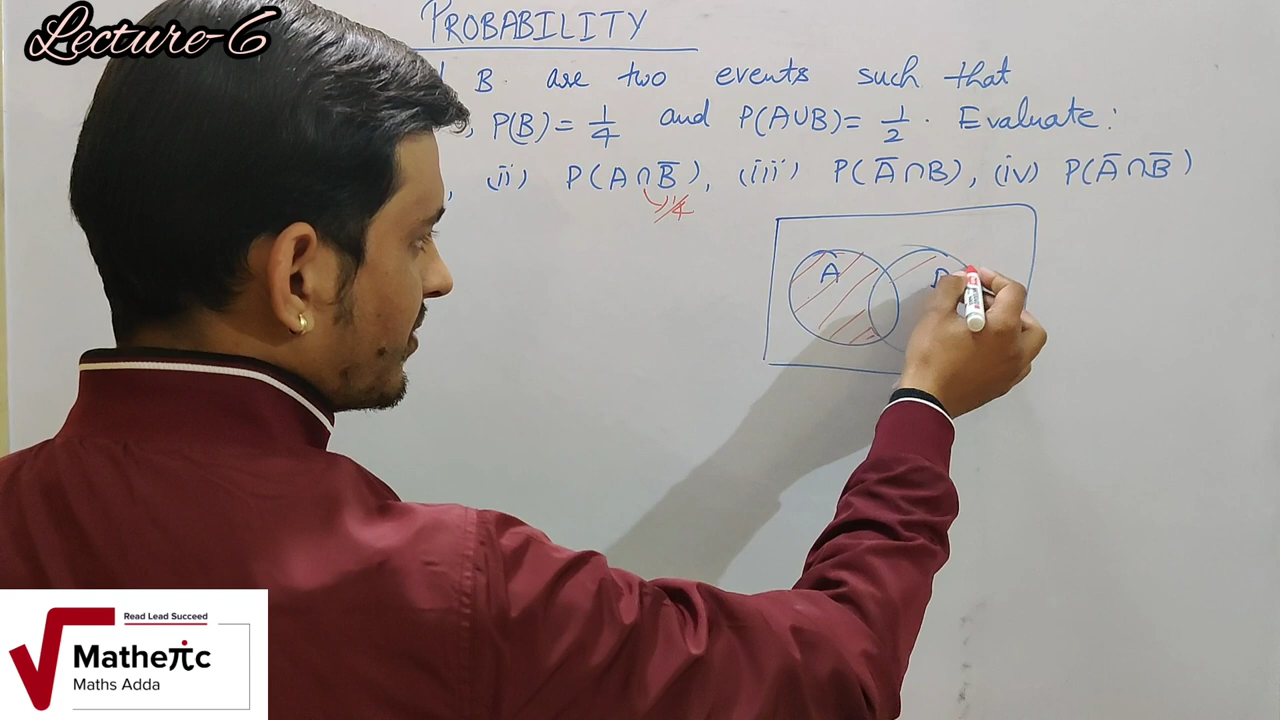 Lecture-6
PROBABILITY
B. are two events such that
, P(B) = 1/4 and P(A∪B) = 1/2. Evaluate:
, (ii) P(A∩B̄), (iii) P(Ā∩B), (iv) P(Ā∩B̄)
1/4
A
Read Lead Succeed
Matheπc
Maths Adda